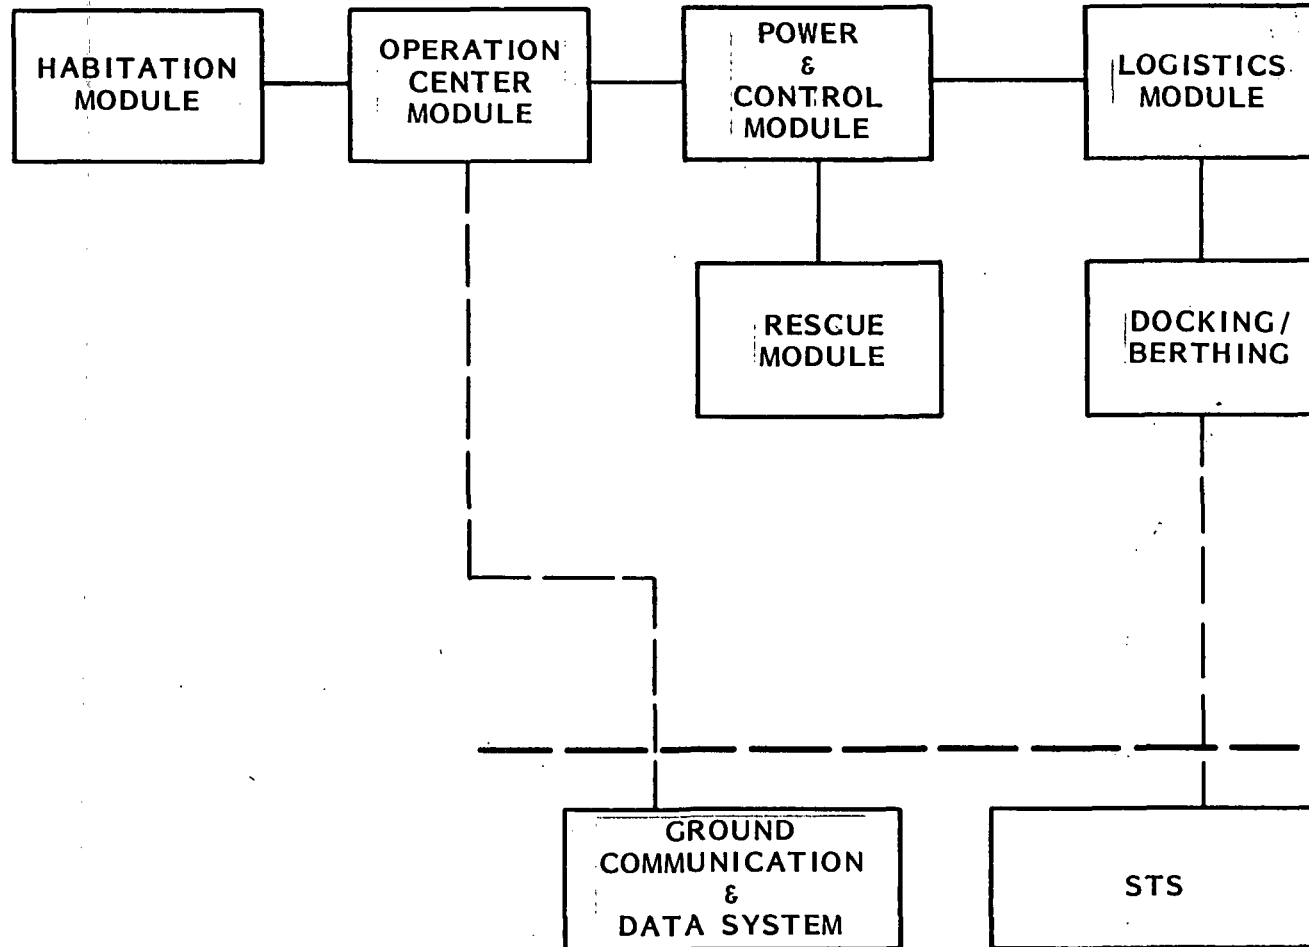 HABITATION
MODULE
OPERATION
CENTER
MODULE
POWER
&
CONTROL
MODULE
LOGISTICS
MODULE
RESCUE
MODULE
DOCKING/
BERTHING
GROUND
COMMUNICATION
&
DATA SYSTEM
STS